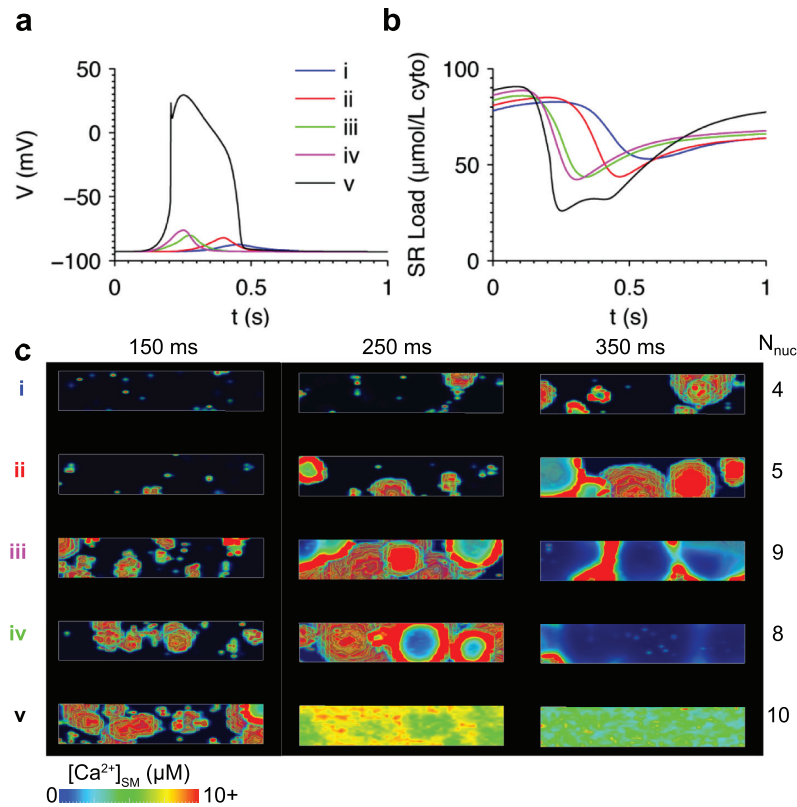 a
50
0
−50
−100
V (mV)
0
0.5
1
t (s)
i
ii
iii
iv
v
b
100
50
0
SR Load (µmol/L cyto)
0
0.5
1
t (s)
c
150 ms
250 ms
350 ms
Nnuc
i
4
ii
5
iii
9
iv
8
v
10
[Ca2+]SM (µM)
0
10+